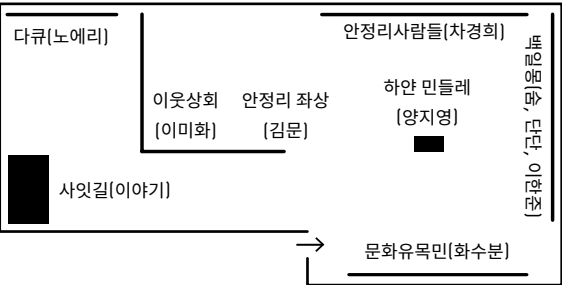 다큐(노에리)
안정리사람들(차경희)
백일몽(숨, 단단, 이한준)
이웃상회
(이미화)
안정리 좌상
(김문)
하얀 민들레
(양지영)
사잇길(이야기)
문화유목민(화수분)